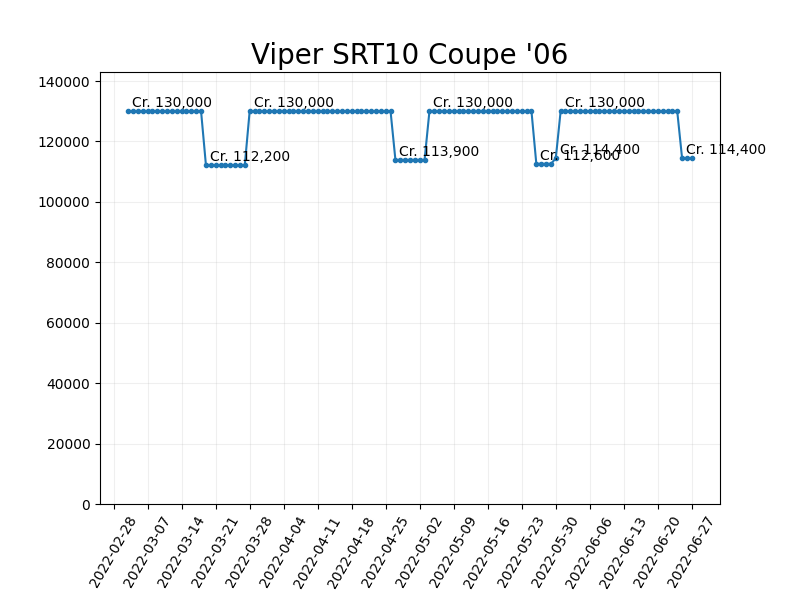 Viper SRT10 Coupe '06
140000
120000
100000
80000
60000
40000
20000
0
Cr. 130,000
Cr. 112,200
Cr. 130,000
Cr. 113,900
Cr. 130,000
Cr. 112,600
Cr. 114,400
Cr. 130,000
Cr. 114,400
2022-02-28
2022-03-07
2022-03-14
2022-03-21
2022-03-28
2022-04-04
2022-04-11
2022-04-18
2022-04-25
2022-05-02
2022-05-09
2022-05-16
2022-05-23
2022-05-30
2022-06-06
2022-06-13
2022-06-20
2022-06-27